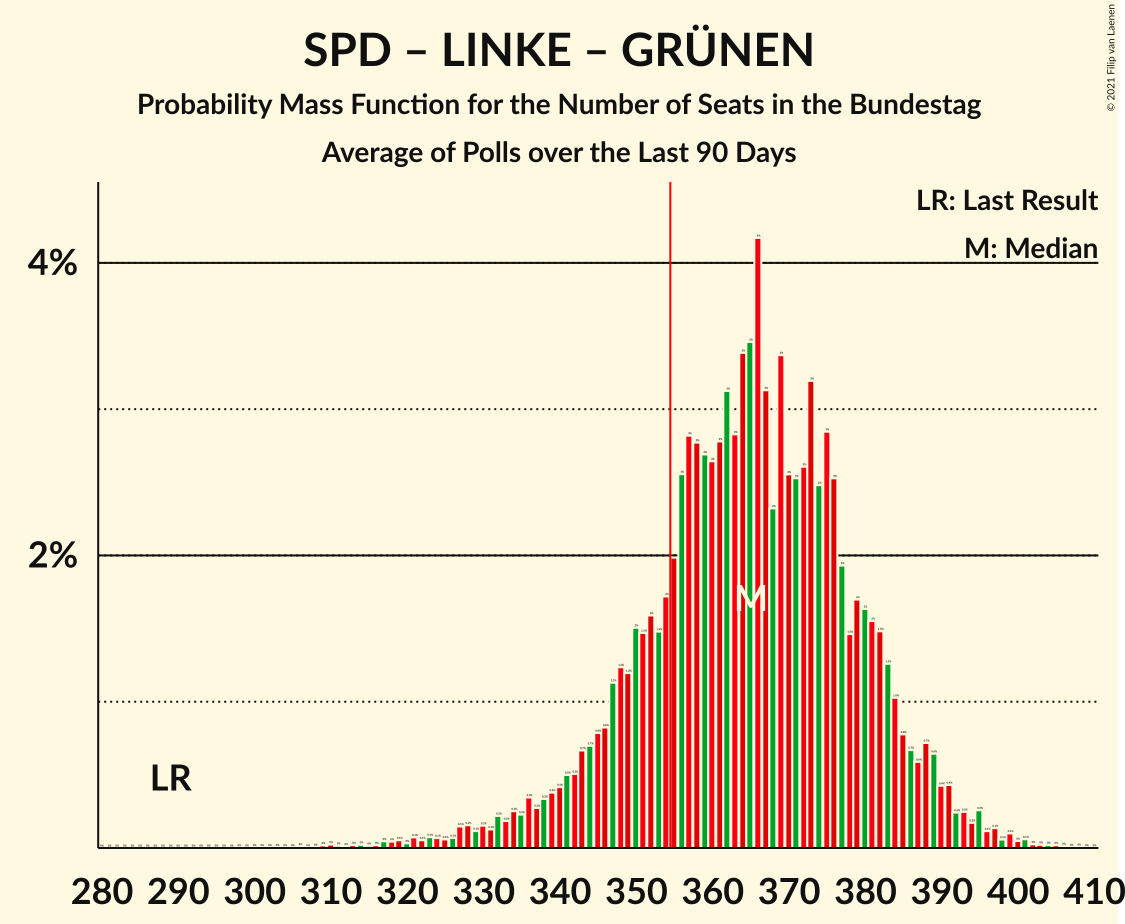 SPD – LINKE – GRÜNEN
Probability Mass Function for the Number of Seats in the Bundestag
Average of Polls over the Last 90 Days
© 2021 Filip van Laenen
LR: Last Result
M: Median
4%
2%
M
LR
280 290 300 310 320 330 340 350 360 370 380 390 400 410